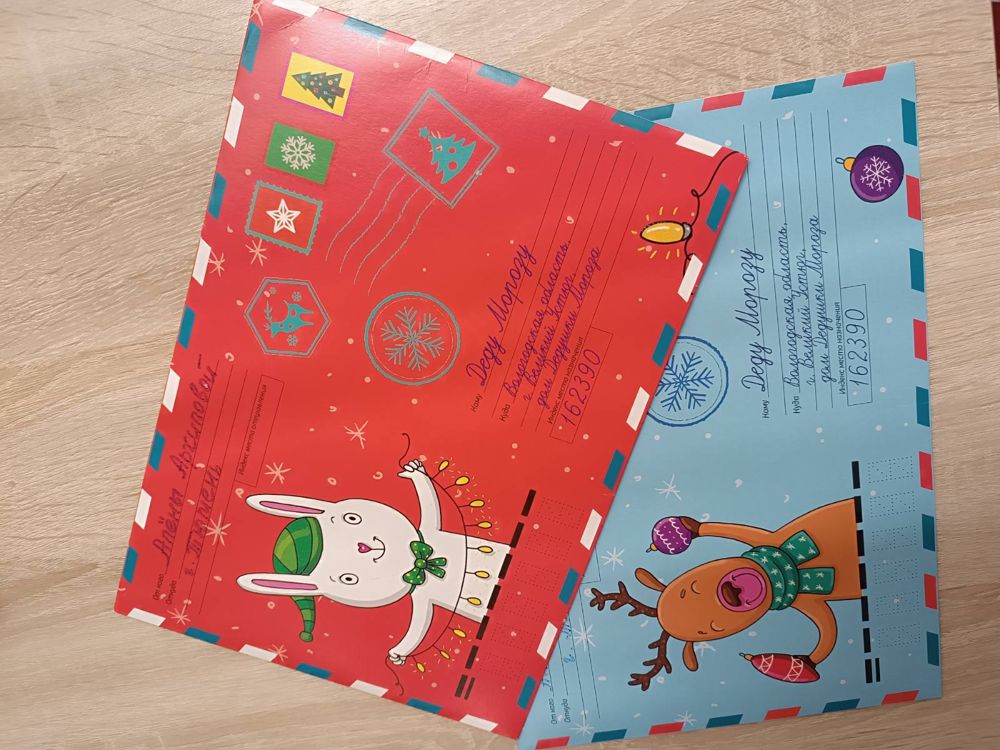 От кого Алёны Архиповой
Откуда г. Тюмень
Индекс места отправления
Кому Деду Морозу
Куда Вологодская область,
г. Великий Устюг,
дом Дедушки Мороза
Индекс места назначения
162390
От кого
Откуда г.
Кому Деду Морозу
Куда Вологодская область,
г. Великий Устюг,
дом Дедушки Мороза
Индекс места назначения
162390